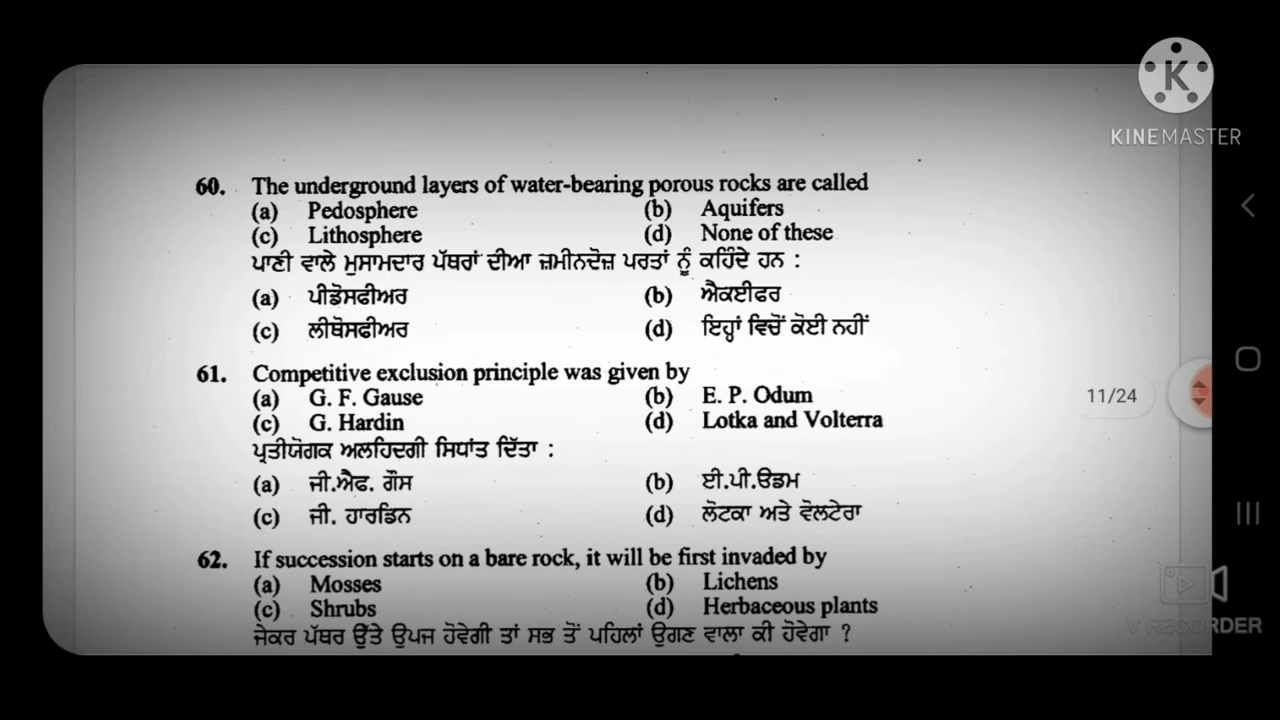 KINEMASTER
60. The underground layers of water-bearing porous rocks are called
(a) Pedosphere (b) Aquifers
(c) Lithosphere (d) None of these
ਪਾਣੀ ਵਾਲੇ ਮੁਸਾਮਦਾਰ ਪੱਥਰਾਂ ਦੀਆ ਜ਼ਮੀਨਦੋਜ਼ ਪਰਤਾਂ ਨੂੰ ਕਹਿੰਦੇ ਹਨ :
(a) ਪੀਡੋਸਫੀਅਰ (b) ਐਕਈਫਰ
(c) ਲੀਥੋਸਫੀਅਰ (d) ਇਹਾਂ ਵਿਚੋਂ ਕੋਈ ਨਹੀਂ
61. Competitive exclusion principle was given by
(a) G. F. Gause (b) E. P. Odum
(c) G. Hardin (d) Lotka and Volterra
11/24
ਪ੍ਰਤੀਯੋਗਕ ਅਲਹਿਦਗੀ ਸਿਧਾਂਤ ਦਿੱਤਾ :
(a) ਜੀ.ਐਫ. ਗੌਸ (b) ਈ.ਪੀ.ਓਡਮ
(c) ਜੀ. ਹਾਰਡਿਨ (d) ਲੋਟਕਾ ਅਤੇ ਵੋਲਟੇਰਾ
62. If succession starts on a bare rock, it will be first invaded by
(a) Mosses (b) Lichens
(c) Shrubs (d) Herbaceous plants
ਜੇਕਰ ਪੱਥਰ ਉੱਤੇ ਉਪਜ ਹੋਵੇਗੀ ਤਾਂ ਸਭ ਤੋਂ ਪਹਿਲਾਂ ਉਗਣ ਵਾਲਾ ਕੀ ਹੋਵੇਗਾ ?
V RECORDER